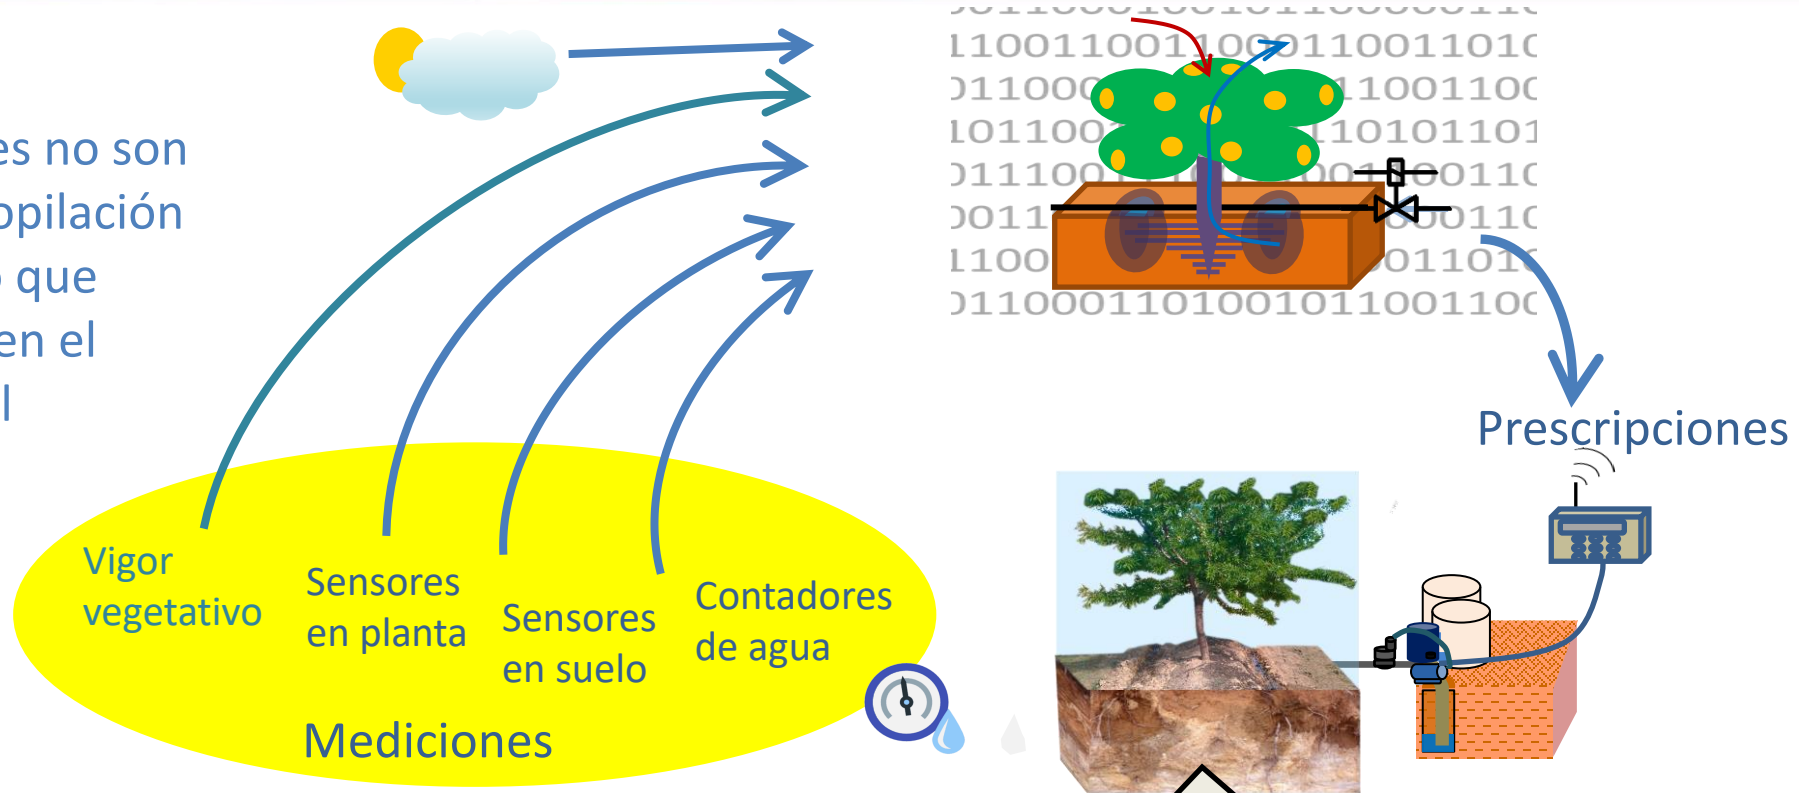 es no son
opilación
que
en el
l
Vigor
vegetativo
Sensores
en planta
Sensores
en suelo
Contadores
de agua
Mediciones
Prescripciones